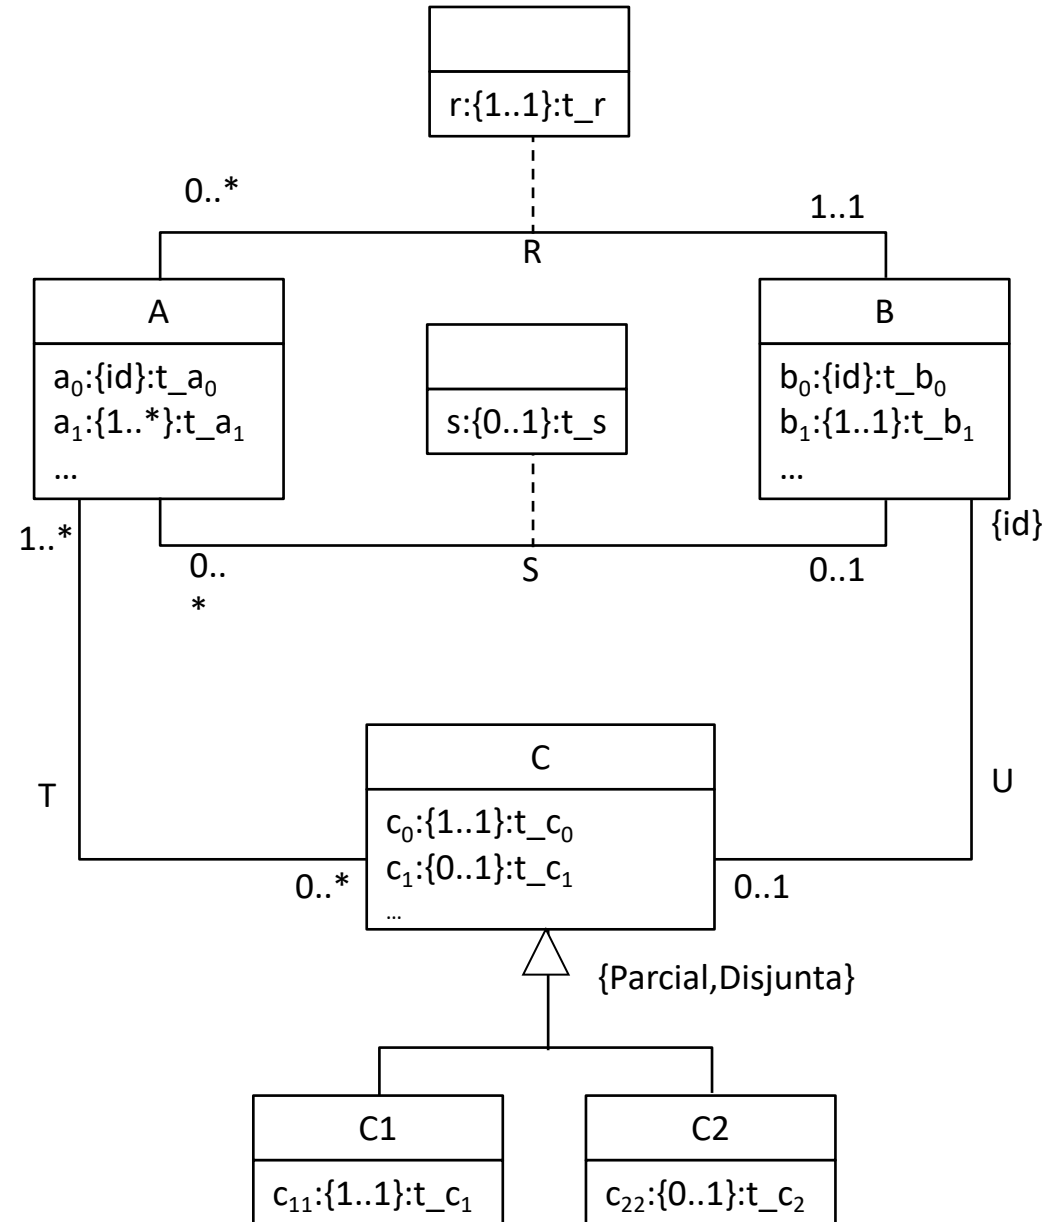 r:{1..1}:t_r
0..*
1..1
R
A
B
a₀:{id}:t_a₀
a₁:{1..*}:t_a₁
...
s:{0..1}:t_s
b₀:{id}:t_b₀
b₁:{1..1}:t_b₁
...
1..*
{id}
0..
*
S
0..1
C
T
U
c₀:{1..1}:t_c₀
c₁:{0..1}:t_c₁
...
0..*
0..1
{Parcial,Disjunta}
C1
C2
c₁₁:{1..1}:t_c₁
c₂₂:{0..1}:t_c₂